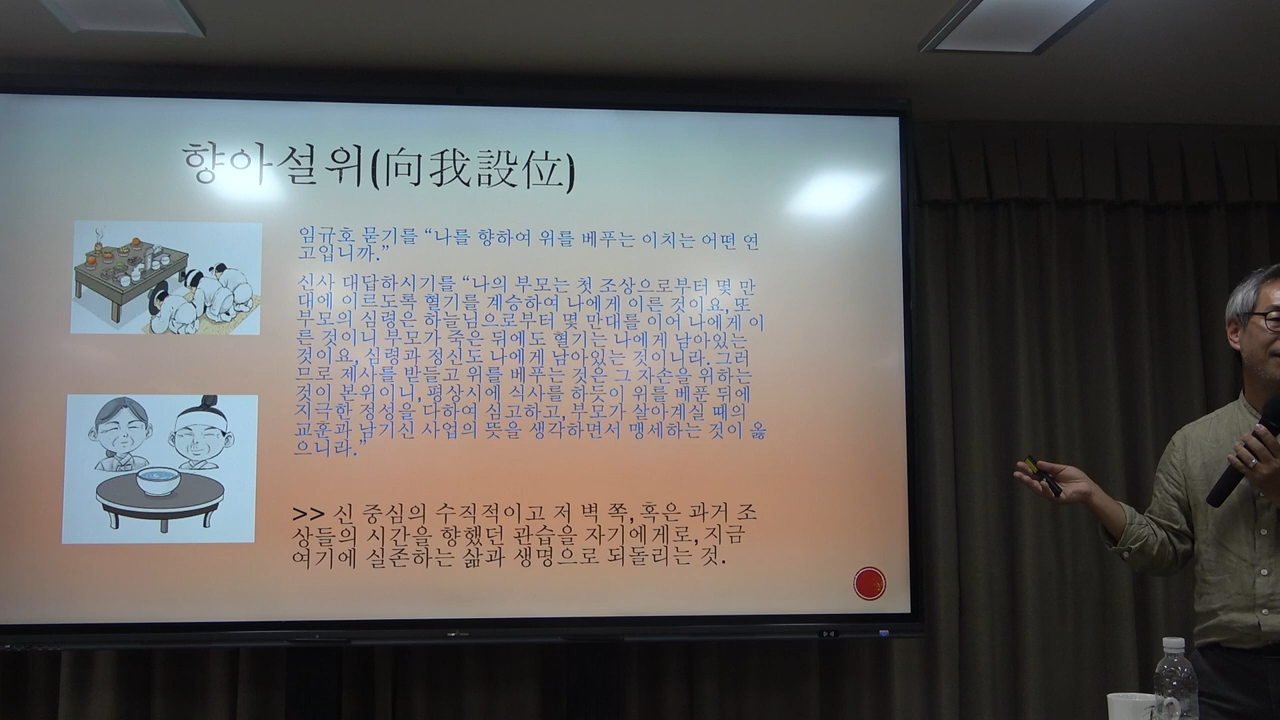 향아설위(向我設位)
임규호 묻기를 “나를 향하여 위를 베푸는 이치는 어떤 연
고입니까.”
신사 대답하시기를 “나의 부모는 첫 조상으로부터 몇 만
대에 이르도록 혈기를 계승하여 나에게 이른 것이요, 또
부모의 심령은 하늘님으로부터 몇 만대를 이어 나에게 이
른 것이니 부모가 죽은 뒤에도 혈기는 나에게 남아있는
것이요, 심령과 정신도 나에게 남아있는 것이니라. 그러
므로 제사를 받들고 위를 베푸는 것은 그 자손을 위하는
것이 본위이니, 평상시에 식사를 하듯이 위를 베푼 뒤에
지극한 정성을 다하여 심고하고, 부모가 살아계실 때의
교훈과 남기신 사업의 뜻을 생각하면서 맹세하는 것이 옳
으니라.”
>> 신 중심의 수직적이고 저 벽 쪽, 혹은 과거 조
상들의 시간을 향했던 관습을 자기에게로, 지금
여기에 실존하는 삶과 생명으로 되돌리는 것.